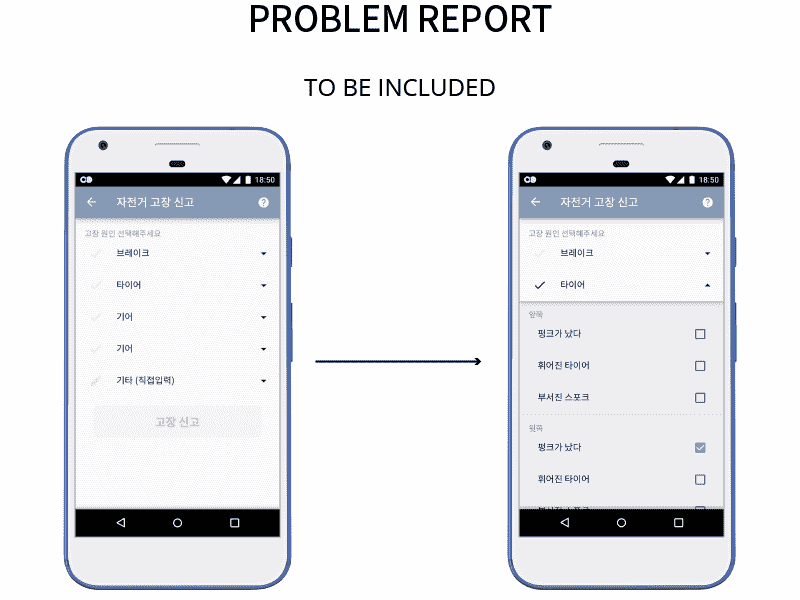 PROBLEM REPORT
TO BE INCLUDED
18:50
자전거 고장 신고
고장 원인 선택해주세요
브레이크
타이어
기어
기어
기타 (직접입력)
고장 신고
18:50
자전거 고장 신고
고장 원인 선택해주세요
브레이크
타이어
앞쪽
펑크가 났다
휘어진 타이어
부서진 스포크
뒷쪽
펑크가 났다
휘어진 타이어